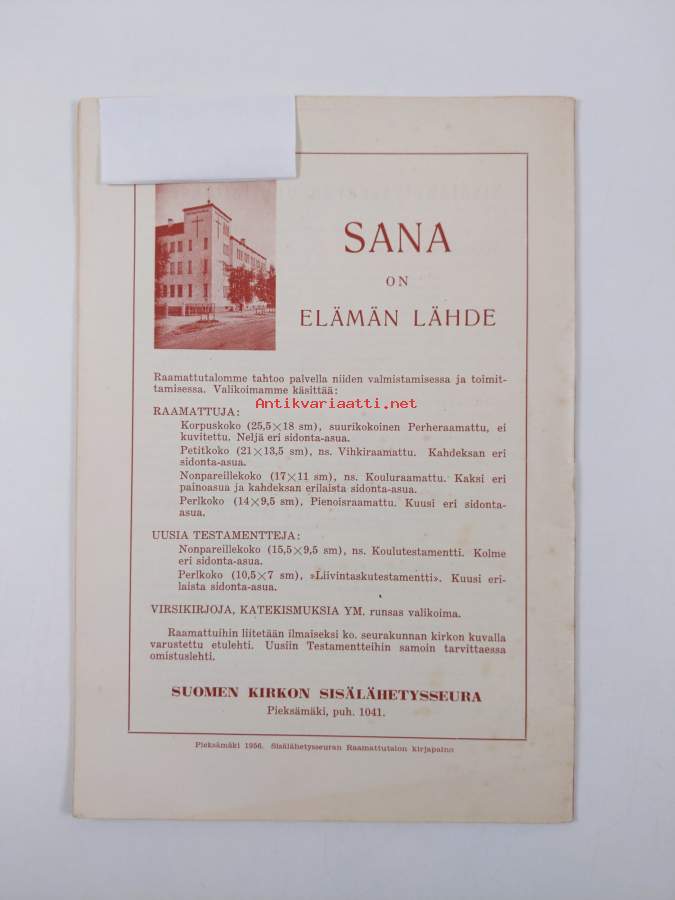 SANA
ON
ELÄMÄN LÄHDE
Raamattutalomme tahtoo palvella niiden valmistamisessa ja toimit-
tamisessa. Valikoimamme käsittää:
Antikvariaatti.net
RAAMATTUJA:
Korpuskoko (25,5×18 sm), suurikokoinen Perheraamattu, ei
kuvitettu. Neljä eri sidonta-asua.
Petitkoko (21×13,5 sm), ns. Vihkiraamattu. Kahdeksan eri
sidonta-asua.
Nonpareillekoko (17×11 sm), ns. Kouluraamattu. Kaksi eri
painoasua ja kahdeksan erilaista sidonta-asua.
Perlkoko (14×9,5 sm), Pienoisraamattu. Kuusi eri sidonta-
asua.
UUSIA TESTAMENTTEJA:
Nonpareillekoko (15,5×9,5 sm), ns. Koulutestamentti. Kolme
eri sidonta-asua.
Perlkoko (10,5×7 sm), »Liivintaskutestamentti». Kuusi eri-
laista sidonta-asua.
VIRSIKIRJOJA, KATEKISMUKSIA YM. runsas valikoima.
Raamattuihin liitetään ilmaiseksi ko. seurakunnan kirkon kuvalla
varustettu etulehti. Uusiin Testamentteihin samoin tarvittaessa
omistuslehti.
SUOMEN KIRKON SISÄLÄHETYSSEURA
Pieksämäki, puh. 1041.
Pieksämäki 1956. Sisälähetysseuran Raamattutalon kirjapaino